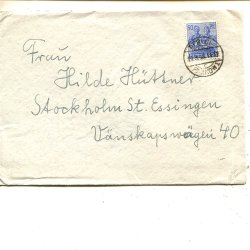 Frau
Hilde Hüttner
Stockholm St. Essingen
Vänskapsvägen 40